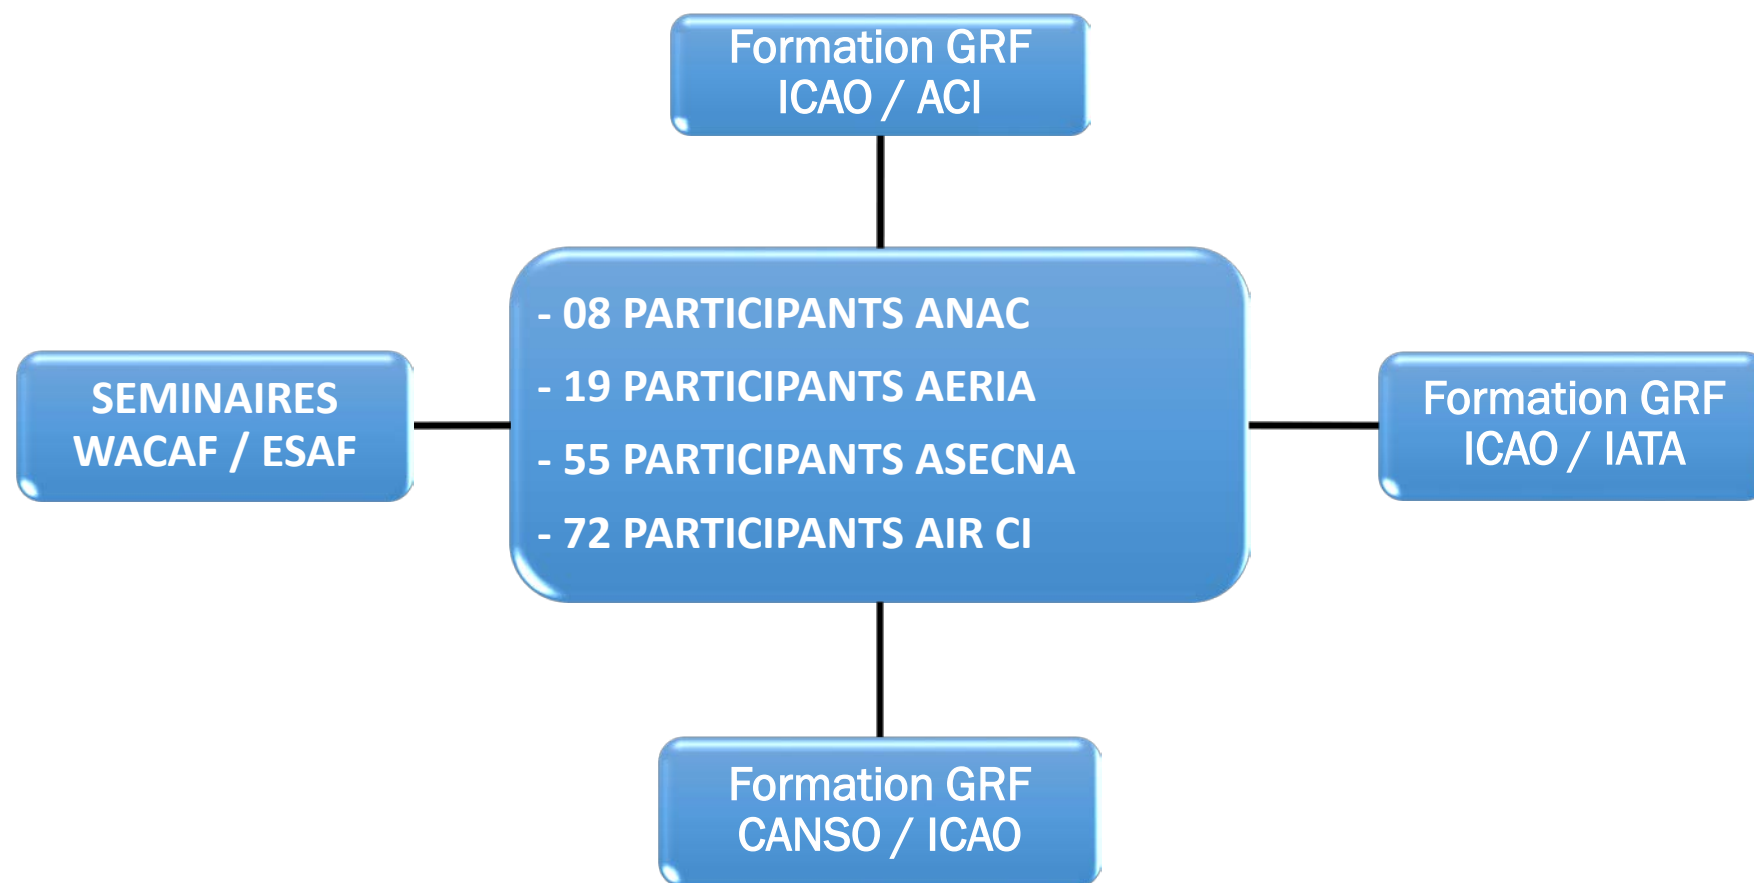 Formation GRF
ICAO / ACI
- 08 PARTICIPANTS ANAC
- 19 PARTICIPANTS AERIA
- 55 PARTICIPANTS ASECNA
- 72 PARTICIPANTS AIR CI
SEMINAIRES
WACAF / ESAF
Formation GRF
ICAO / IATA
Formation GRF
CANSO / ICAO